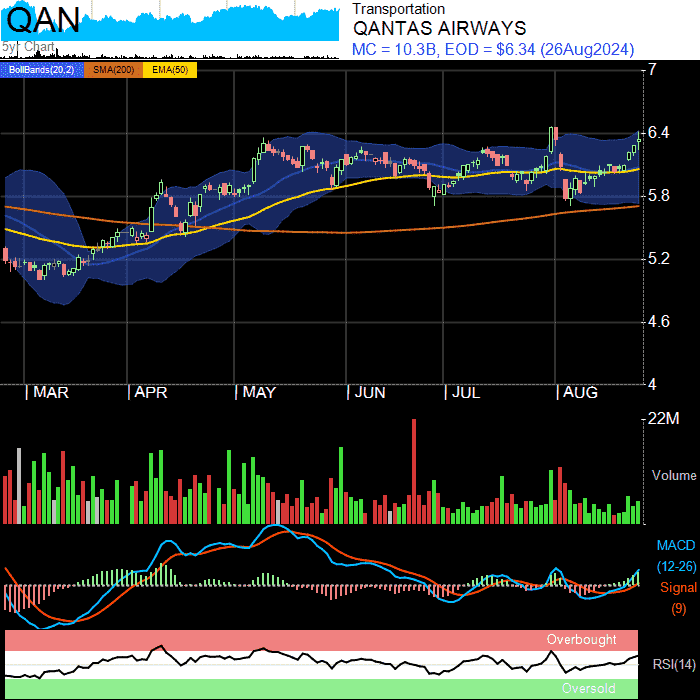 QAN
5yr Chart
Transportation
QANTAS AIRWAYS
MC = 10.3B, EOD = $6.34 (26Aug2024)
BollBands(20,2) SMA(200) EMA(50)
7
6.4
5.8
5.2
4.6
4
MAR APR MAY JUN JUL AUG
22M
Volume
MACD
(12-26)
Signal
(9)
Overbought
RSI(14)
Oversold